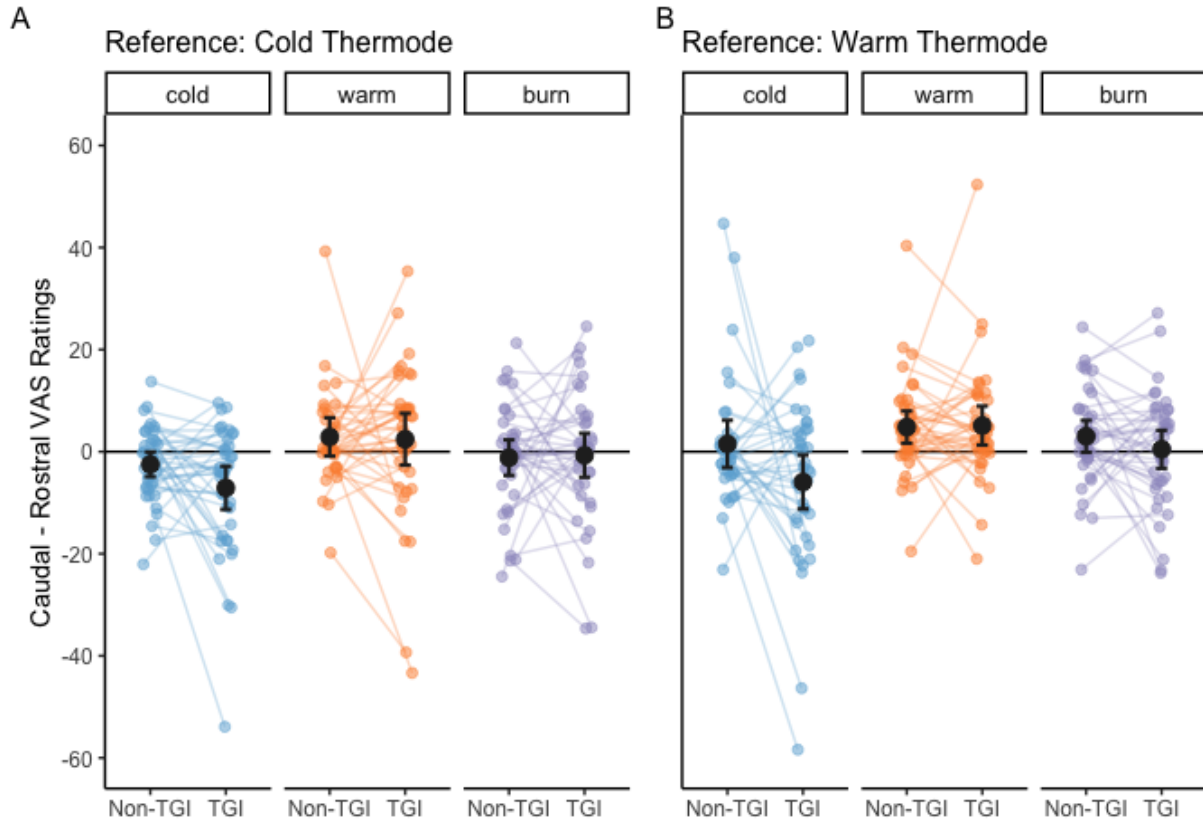 A
Reference: Cold Thermode
cold warm burn
Caudal - Rostral VAS Ratings
60
40
20
0
-20
-40
-60
Non-TGI TGI Non-TGI TGI Non-TGI TGI
B
Reference: Warm Thermode
cold warm burn
Non-TGI TGI Non-TGI TGI Non-TGI TGI